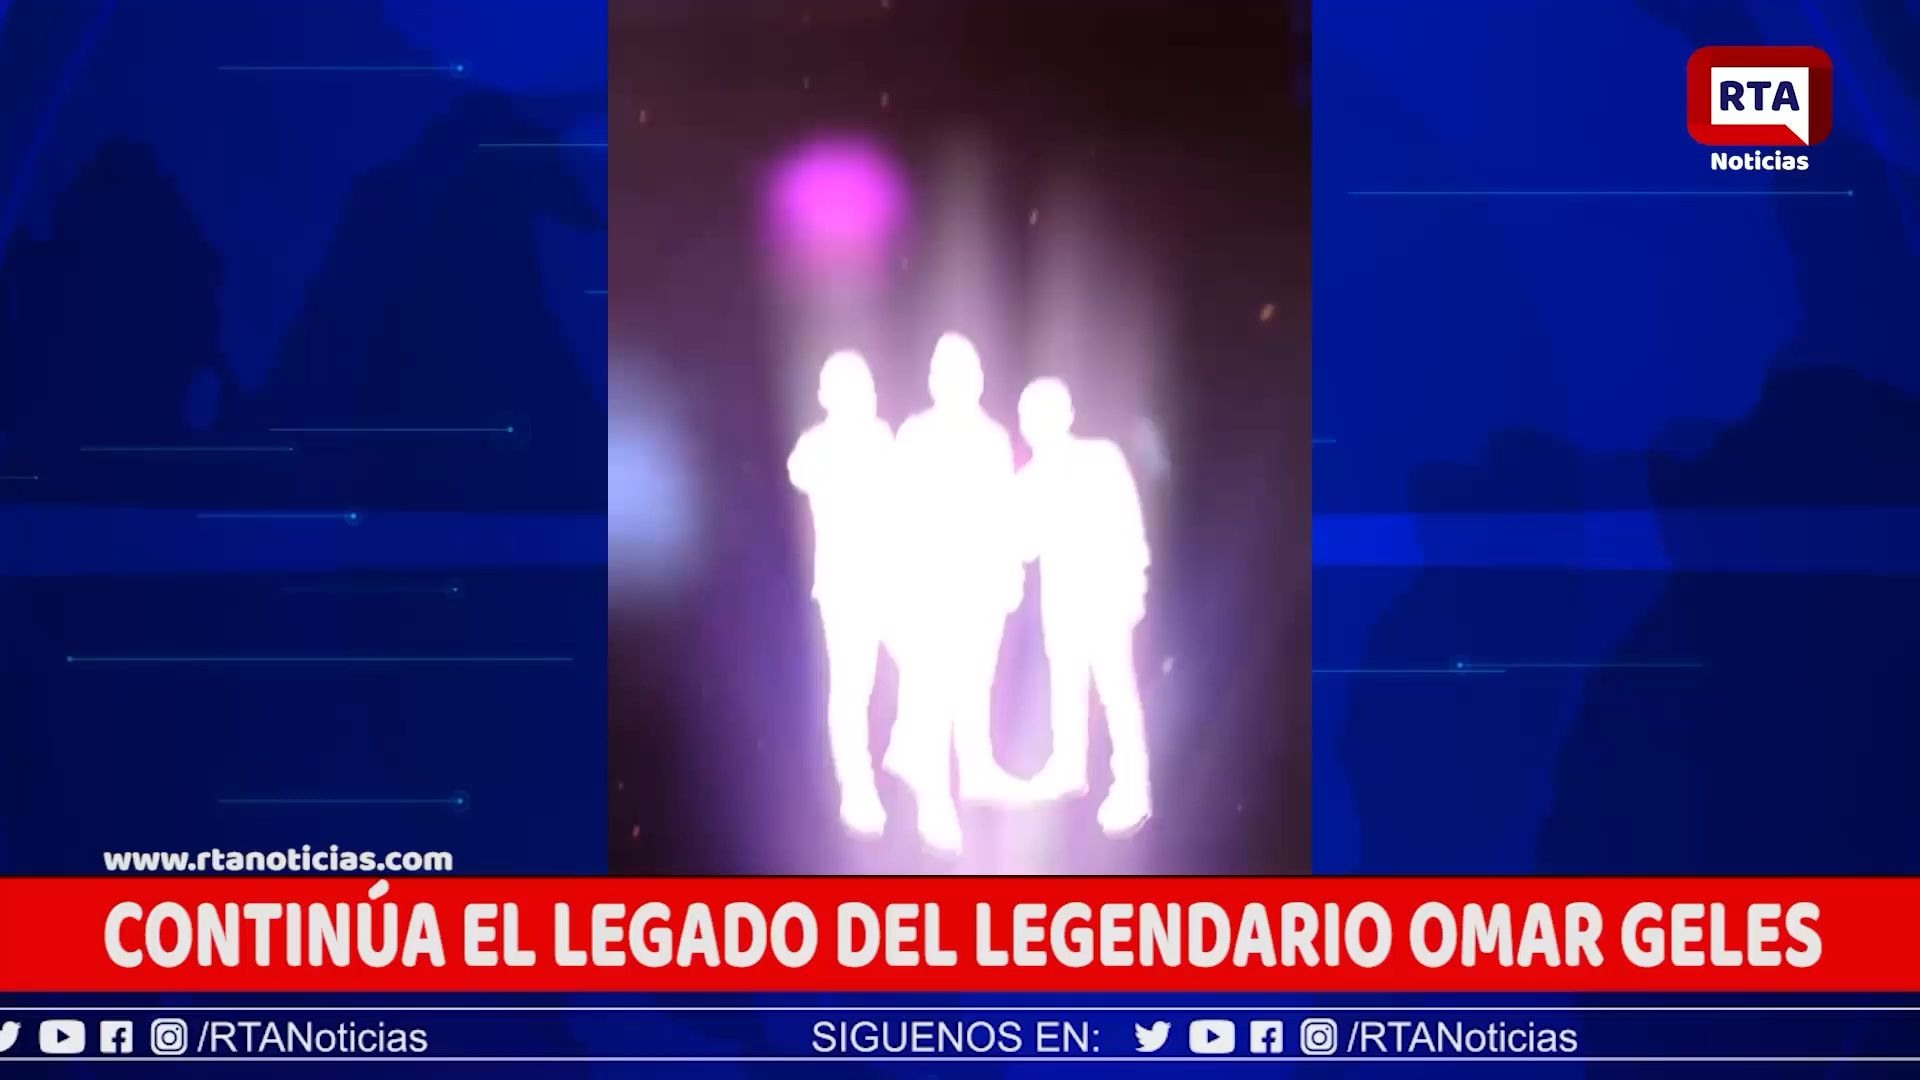 RTA
Noticias
www.rtanoticias.com
CONTINÚA EL LEGADO DEL LEGENDARIO OMAR GELES
/RTANoticias SIGUENOS EN: /RTANoticias